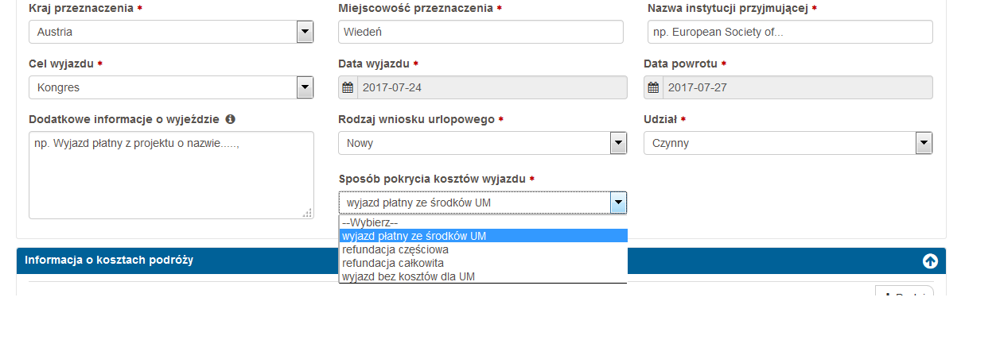 Kraj przeznaczenia *
Miejscowość przeznaczenia *
Nazwa instytucji przyjmującej *
Austria
Wiedeń
np. European Society of...
Cel wyjazdu *
Data wyjazdu *
Data powrotu *
Kongres
2017-07-24
2017-07-27
Dodatkowe informacje o wyjeździe
Rodzaj wniosku urlopowego *
Udział *
np. Wyjazd płatny z projektu o nazwie.....,
Nowy
Czynny
Sposób pokrycia kosztów wyjazdu *
wyjazd płatny ze środków UM
--Wybierz--
wyjazd płatny ze środków UM
refundacja częściowa
refundacja całkowita
wyjazd bez kosztów dla UM
Informacja o kosztach podróży